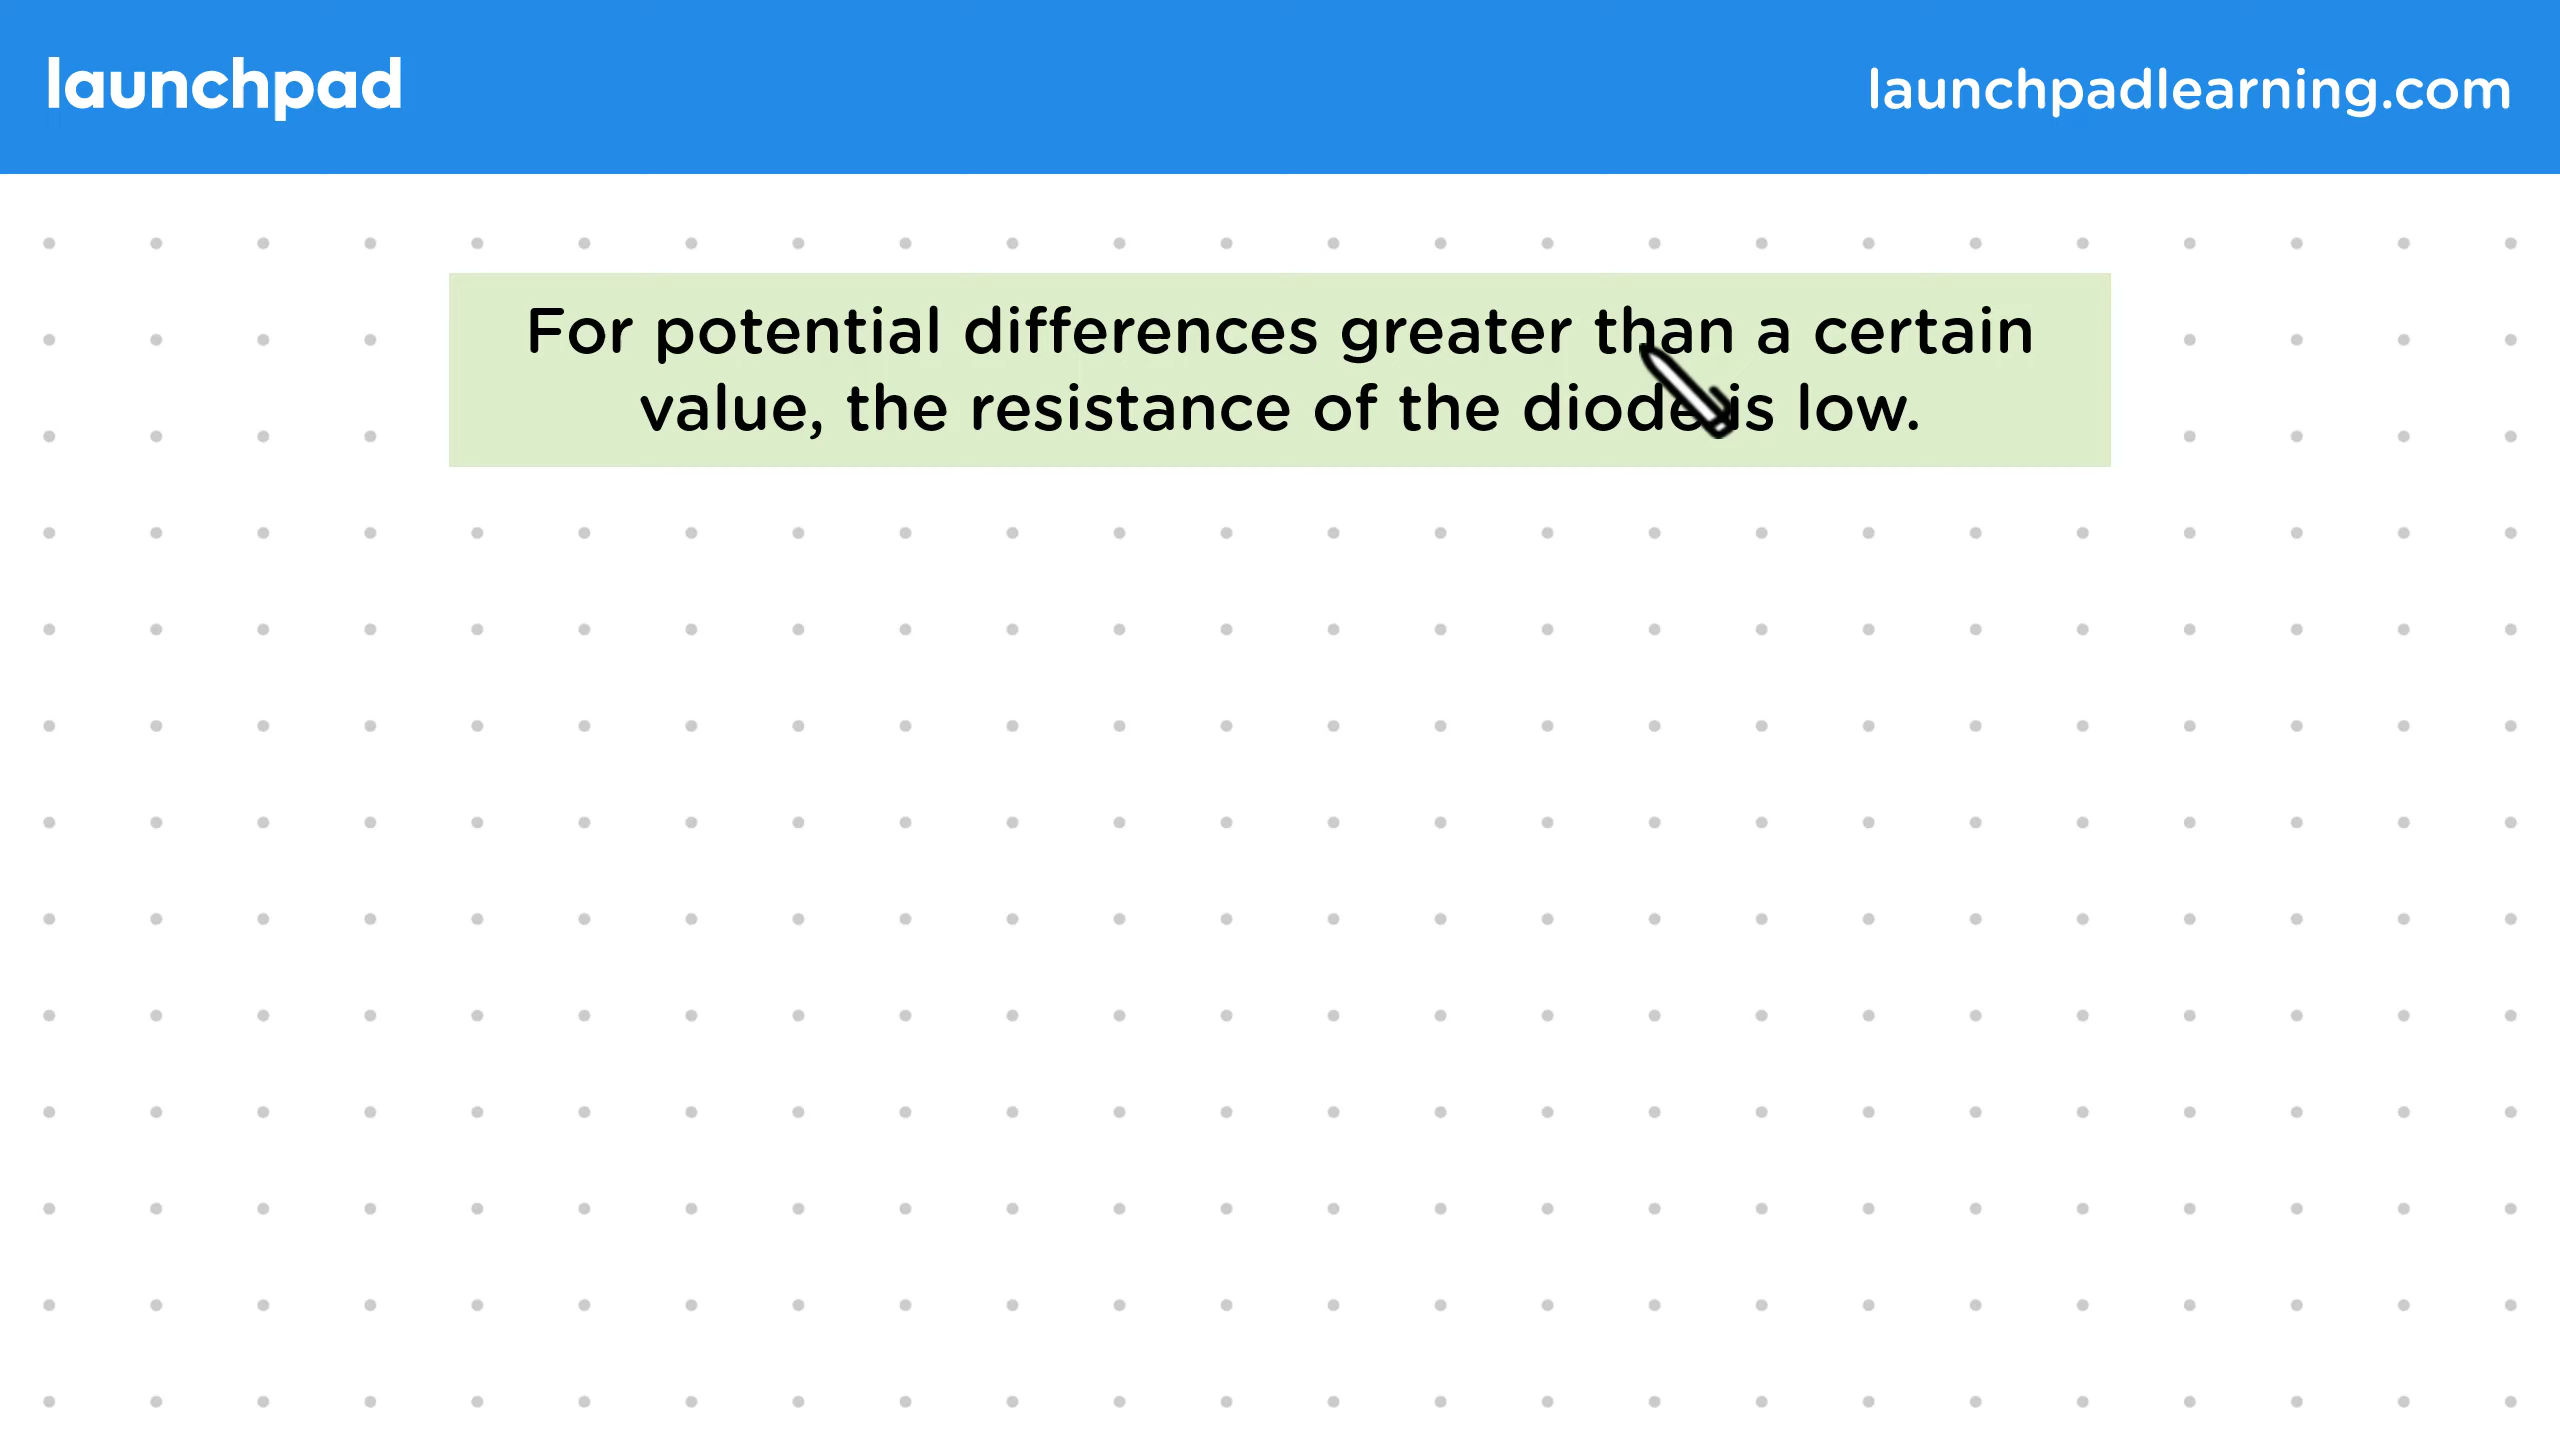 launchpad
launchpadlearning.com
For potential differences greater than a certain
value, the resistance of the diode is low.